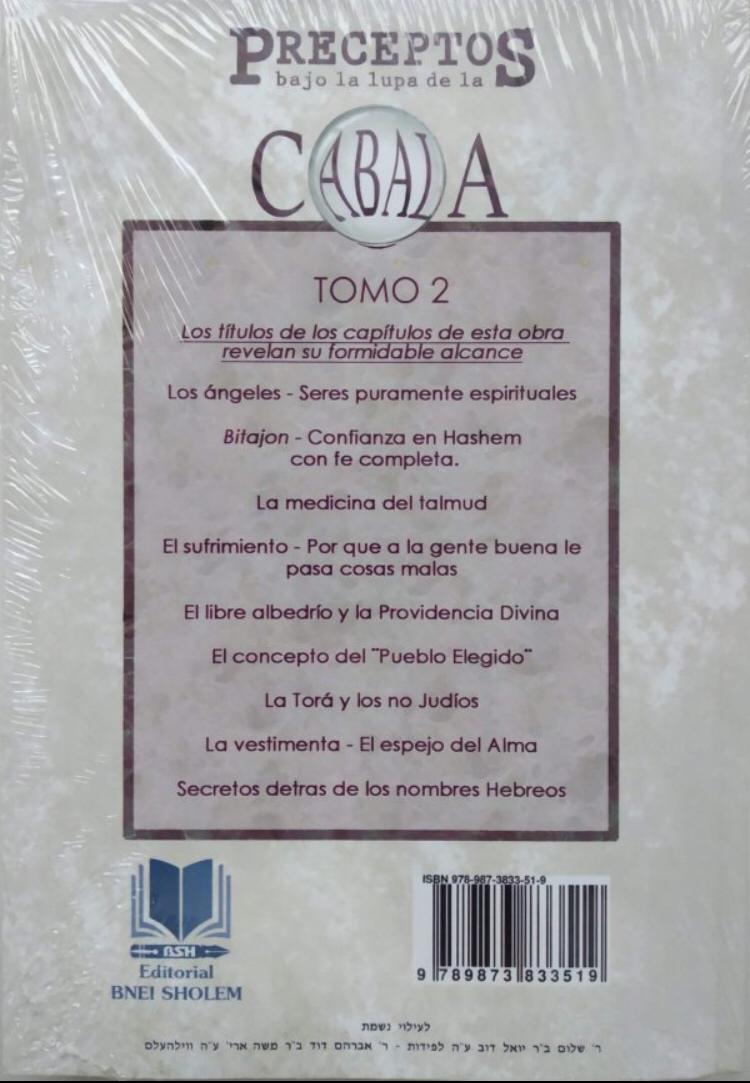 PRECEPTOS
bajo la lupa de la
CABALA
TOMO 2
Los títulos de los capítulos de esta obra
revelan su formidable alcance
Los ángeles - Seres puramente espirituales
Bitajon - Confianza en Hashem
con fe completa.
La medicina del talmud
El sufrimiento - Por que a la gente buena le
pasa cosas malas
El libre albedrío y la Providencia Divina
El concepto del ¨Pueblo Elegido¨
La Torá y los no Judíos
La vestimenta - El espejo del Alma
Secretos detras de los nombres Hebreos
BSH
Editorial
BNEI SHOLEM
ISBN 978-987-3833-51-9
9 789873 833519
לעילוי נשמת
ר' שלום ב"ר יואל דוב ע"ה לפידות - ר' אברהם דוד ב"ר משה ארי' ע"ה ווילהעלם